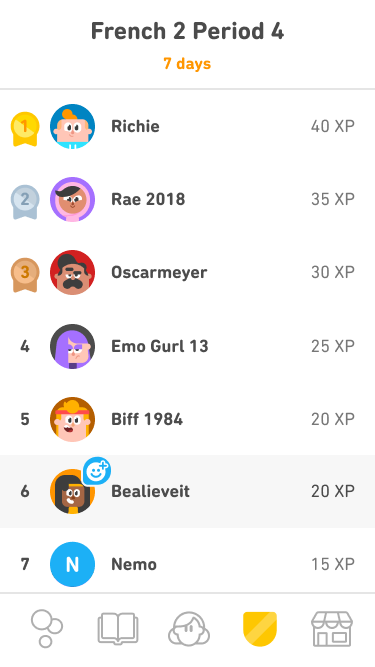 French 2 Period 4
7 days
1 Richie 40 XP
2 Rae 2018 35 XP
3 Oscarmeyer 30 XP
4 Emo Gurl 13 25 XP
5 Biff 1984 20 XP
6 Bealieveit 20 XP
7 N Nemo 15 XP